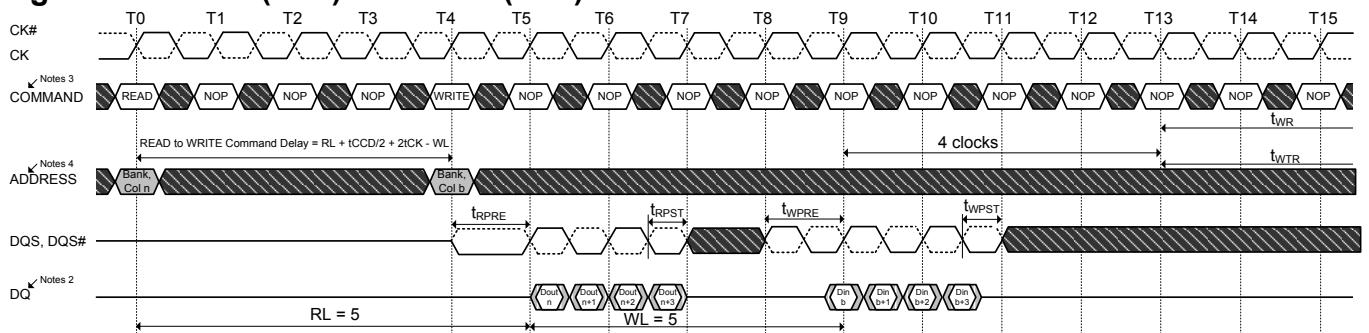 T0 T1 T2 T3 T4 T5 T6 T7 T8 T9 T10 T11 T12 T13 T14 T15
CK#
CK
Notes 3
COMMAND READ NOP NOP NOP WRITE NOP NOP NOP NOP NOP NOP NOP NOP NOP NOP NOP
tWR
READ to WRITE Command Delay = RL + tCCD/2 + 2tCK - WL
4 clocks
tWTR
Notes 4
ADDRESS
Bank, Col n
Bank, Col b
tRPRE tRPST tWPRE tWPST
DQS, DQS#
Notes 2
DQ
Dout n
Dout n+1
Dout n+2
Dout n+3
Din b
Din b+1
Din b+2
Din b+3
RL = 5 WL = 5